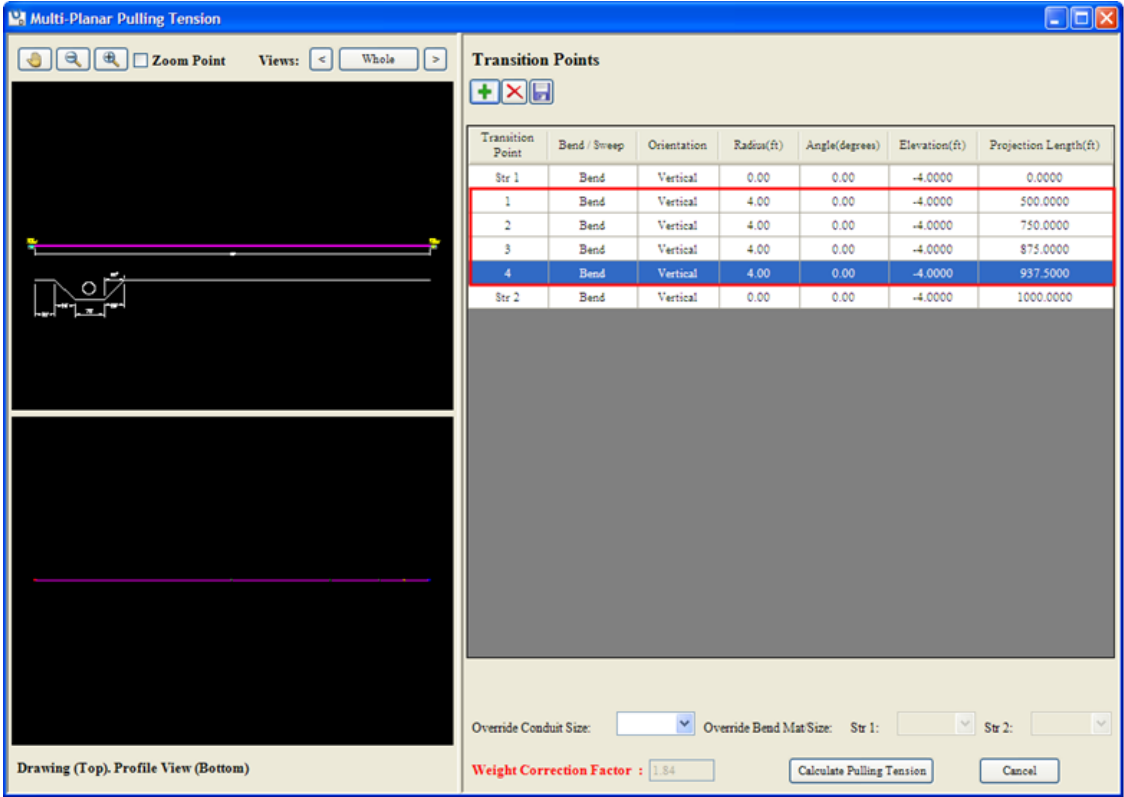 Multi-Planar Pulling Tension
Zoom Point Views: < Whole >
Transition Points
Transition Point Bend / Sweep Orientation Radius(ft) Angle(degrees) Elevation(ft) Projection Length(ft)
Str 1 Bend Vertical 0.00 0.00 -4.0000 0.0000
1 Bend Vertical 4.00 0.00 -4.0000 500.0000
2 Bend Vertical 4.00 0.00 -4.0000 750.0000
3 Bend Vertical 4.00 0.00 -4.0000 875.0000
4 Bend Vertical 4.00 0.00 -4.0000 937.5000
Str 2 Bend Vertical 0.00 0.00 -4.0000 1000.0000
Override Conduit Size: Override Bend Mat/Size: Str 1: Str 2:
Drawing (Top). Profile View (Bottom)
Weight Correction Factor : 1.84 Calculate Pulling Tension Cancel